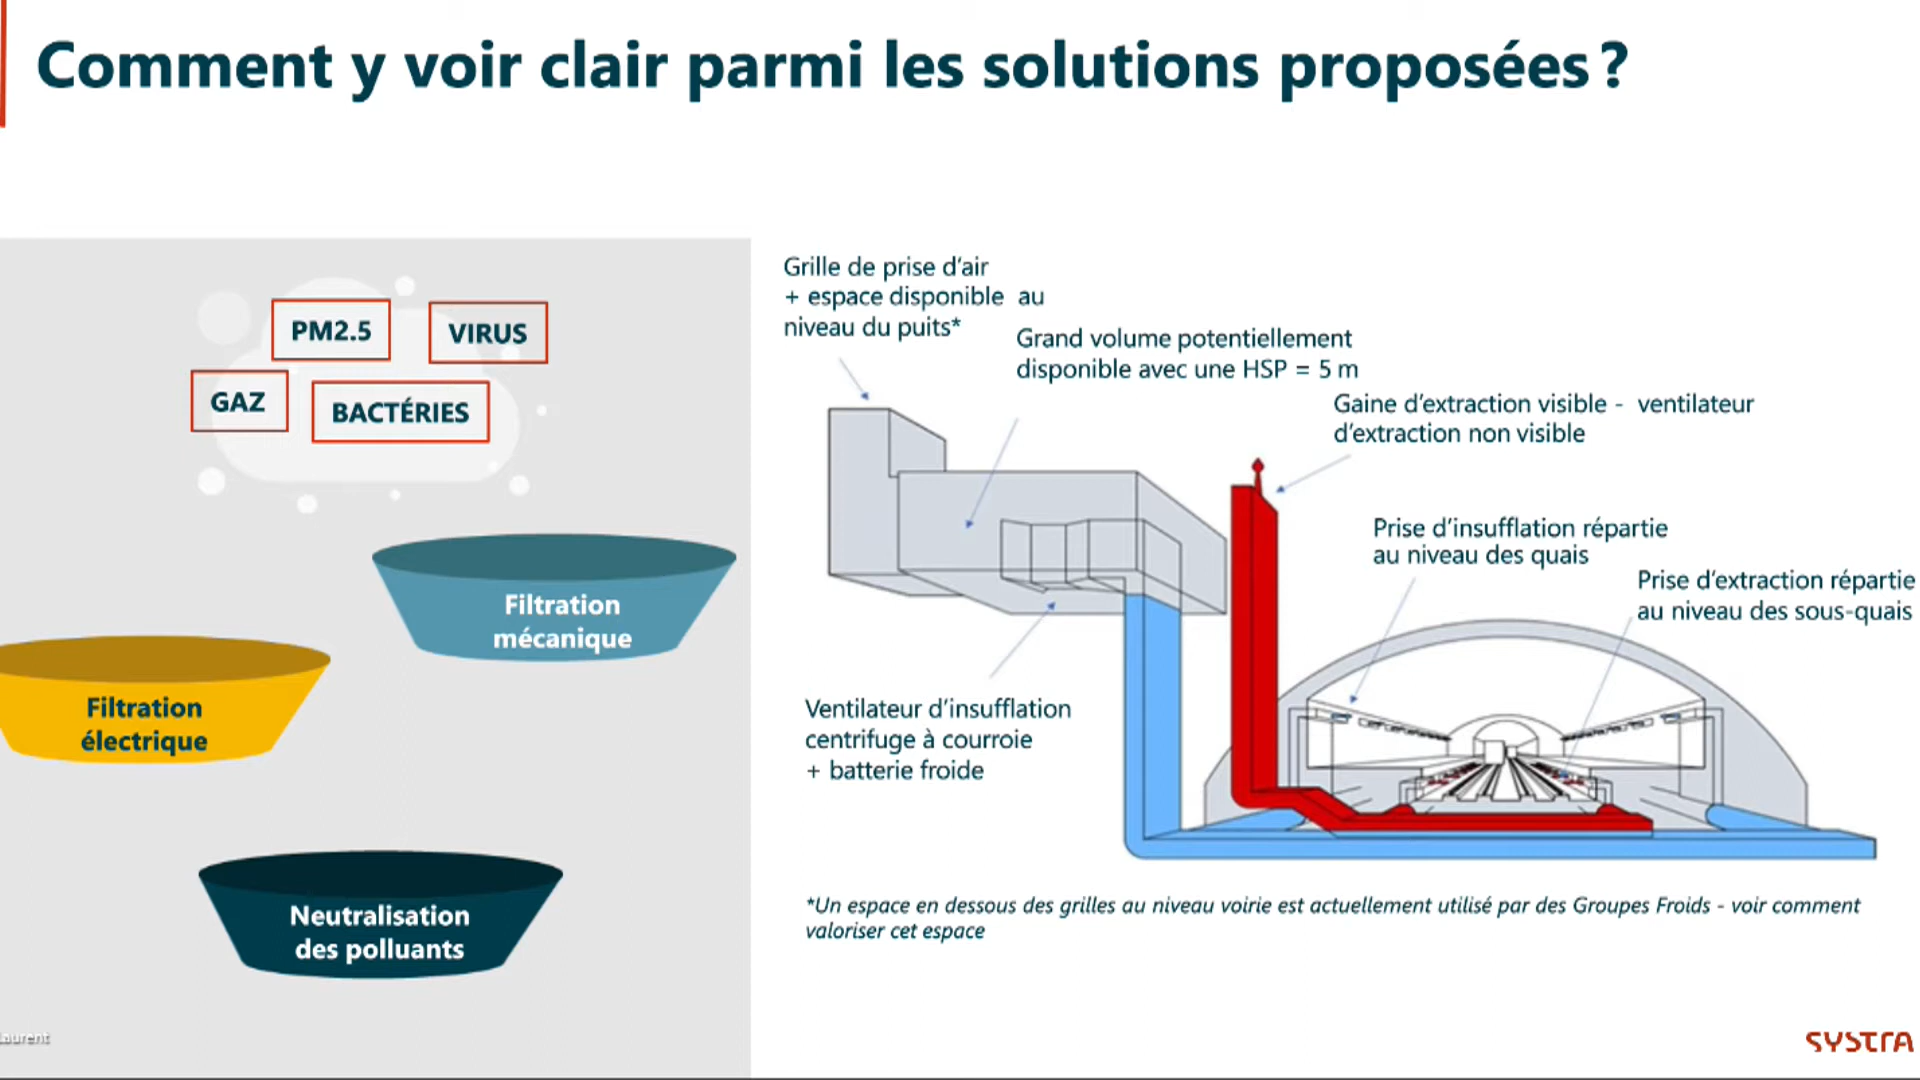 Comment y voir clair parmi les solutions proposées ?
PM2.5
VIRUS
GAZ
BACTÉRIES
Filtration
mécanique
Filtration
électrique
Neutralisation
des polluants
Grille de prise d'air
+ espace disponible au
niveau du puits*
Grand volume potentiellement
disponible avec une HSP = 5 m
Gaine d'extraction visible - ventilateur
d'extraction non visible
Prise d'insufflation répartie
au niveau des quais
Prise d'extraction répartie
au niveau des sous-quais
Ventilateur d'insufflation
centrifuge à courroie
+ batterie froide
*Un espace en dessous des grilles au niveau voirie est actuellement utilisé par des Groupes Froids - voir comment
valoriser cet espace
Laurent
SYSTRA